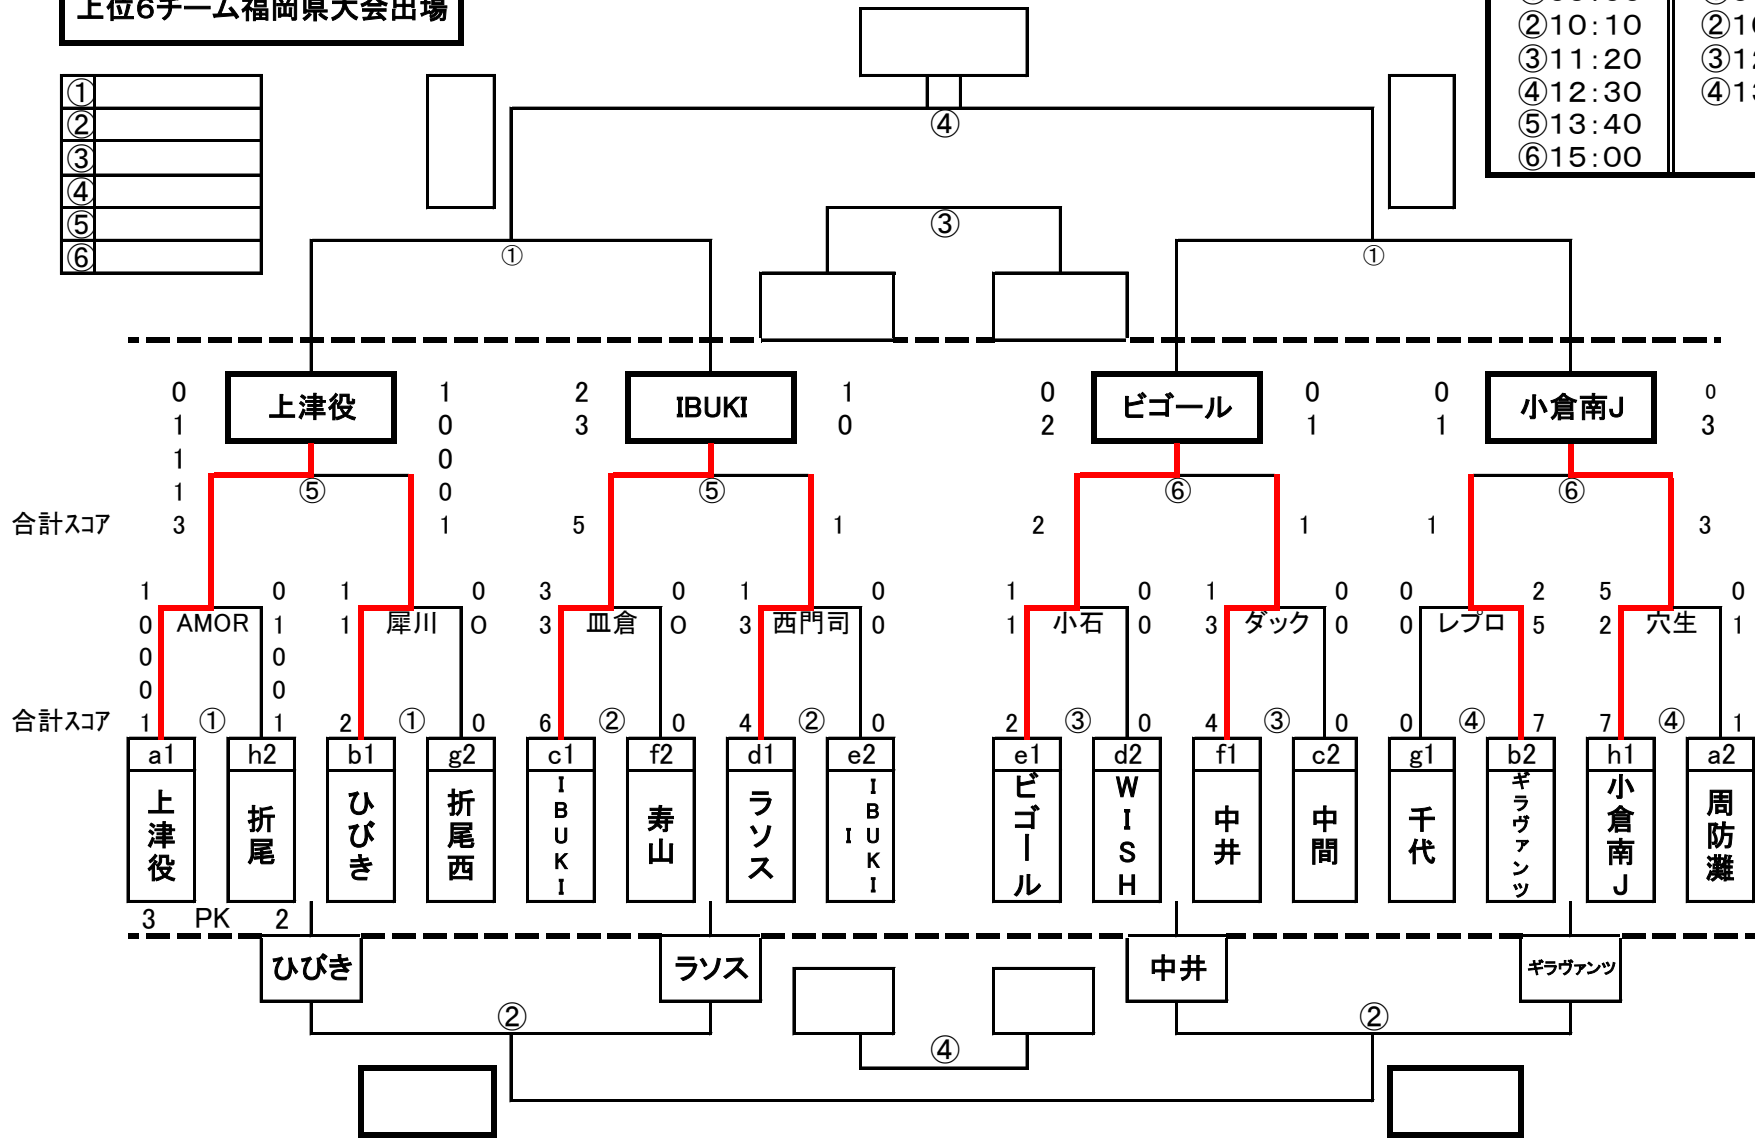 上位6チーム福岡県大会出場
②10:10
③11:20 ③12
④12:30 ④13
⑤13:40
⑥15:00
①
②
③
④
⑤
⑥
④
③
① ①
0 上津役 1 2 IBUKI 1 0 ビゴール 0 0 小倉南J 0
1 0 3 0 2 1 1 3
1 0
1 ⑤ 0 ⑤ ⑥ ⑥
合計スコア 3 1 5 1 2 1 1 3
1 0 1 0 3 0 1 0 1 0 1 0 0 2 5 0
0 AMOR 1 1 犀川 O 3 皿倉 O 3 西門司 0 1 小石 0 3 ダック 0 0 レプロ 5 2 穴生 1
0 0
0 0
合計スコア 1 ① 1 2 ① 0 6 ② 0 4 ② 0 2 ③ 0 4 ③ 0 0 ④ 7 7 ④ 1
a1 h2 b1 g2 c1 f2 d1 e2 e1 d2 f1 c2 g1 b2 h1 a2
上津役
折尾
ひびき
折尾西
IBUKI
寿山
ラソス
IBUKI
I
ビゴール
WISH
中井
中間
千代
ギラヴァンツ
小倉南J
周防灘
3 PK 2
ひびき ラソス 中井 ギラヴァンツ
② ②
④